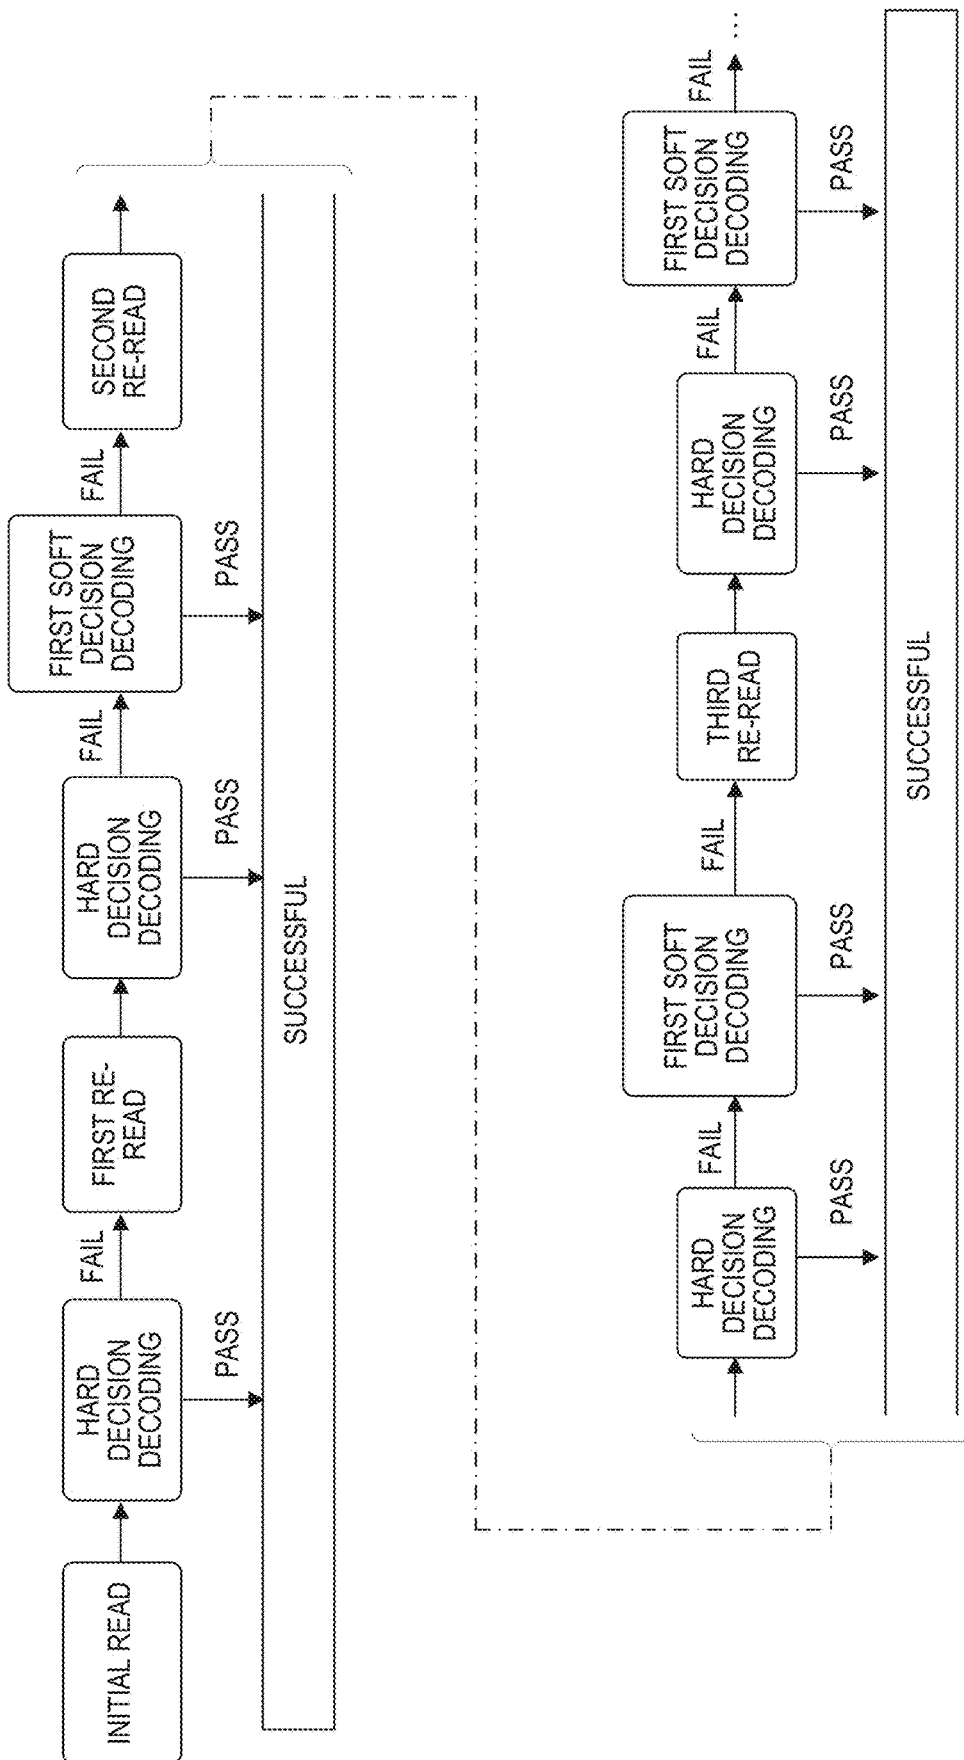 INITIAL READ
HARD
DECISION
DECODING
FAIL
PASS
FIRST RE-
READ
HARD
DECISION
DECODING
FAIL
PASS
FIRST SOFT
DECISION
DECODING
FAIL
PASS
SECOND
RE-READ
SUCCESSFUL
HARD
DECISION
DECODING
FAIL
PASS
FIRST SOFT
DECISION
DECODING
FAIL
PASS
THIRD
RE-READ
HARD
DECISION
DECODING
FAIL
PASS
FIRST SOFT
DECISION
DECODING
FAIL
...
PASS
SUCCESSFUL